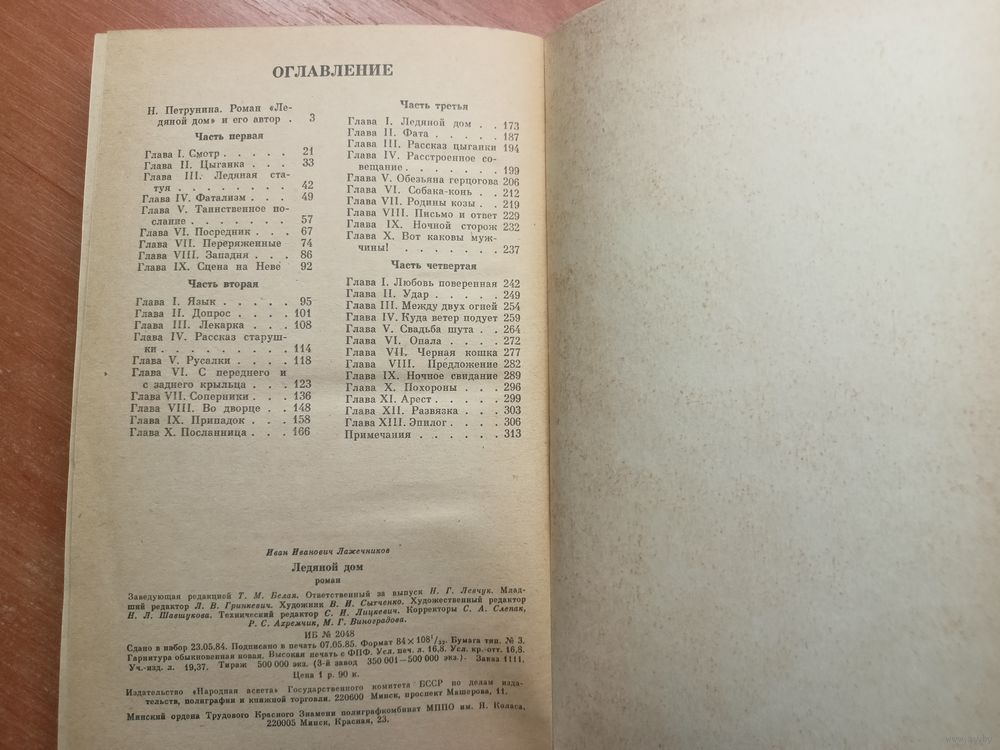 ОГЛАВЛЕНИЕ
Н. Петрунина. Роман «Ле-
дяной дом» и его автор . 3
Часть первая
Глава I. Смотр . . . . . 21
Глава II. Цыганка . . . 33
Глава III. Ледяная ста-
туя . . . . . . . . 42
Глава IV. Фатализм . . . 49
Глава V. Таинственное по-
слание . . . . . . . 57
Глава VI. Посредник . . . 67
Глава VII. Переряженные 74
Глава VIII. Западня . . . 86
Глава IX. Сцена на Неве 92
Часть вторая
Глава I. Язык . . . . . 95
Глава II. Допрос . . . . 101
Глава III. Лекарка . . . 108
Глава IV. Рассказ старуш-
ки . . . . . . . . . 114
Глава V. Русалки . . . . 118
Глава VI. С переднего и
с заднего крыльца . . . 123
Глава VII. Соперники . . . 136
Глава VIII. Во дворце . . 148
Глава IX. Припадок . . . 158
Глава X. Посланница . . . 166
Часть третья
Глава I. Ледяной дом . . 173
Глава II. Фата . . . . . 187
Глава III. Рассказ цыганки 194
Глава IV. Расстроенное со-
вещание . . . . . . . 199
Глава V. Обезьяна герцогова 206
Глава VI. Собака-конь . . 212
Глава VII. Родины козы . . 219
Глава VIII. Письмо и ответ 229
Глава IX. Ночной сторож 232
Глава X. Вот каковы муж-
чины! . . . . . . . 237
Часть четвертая
Глава I. Любовь поверенная 242
Глава II. Удар . . . . . 249
Глава III. Между двух огней 254
Глава IV. Куда ветер подует 259
Глава V. Свадьба шута . . 264
Глава VI. Опала . . . . 272
Глава VII. Черная кошка 277
Глава VIII. Предложение 282
Глава IX. Ночное свидание 289
Глава X. Похороны . . . 296
Глава XI. Арест . . . . 299
Глава XII. Развязка . . . 303
Глава XIII. Эпилог . . . . 306
Примечания . . . . . . 313
Иван Иванович Лажечников
Ледяной дом
роман
Заведующая редакцией Т. М. Белая. Ответственный за выпуск Н. Г. Левчук. Млад-
ший редактор Л. В. Гринкевич. Художник В. И. Сытченко. Художественный редактор
Н. Л. Шавшукова. Технический редактор С. И. Лицкевич. Корректоры С. А. Слепак,
Р. С. Ахремчик, М. Г. Виноградова.
ИБ № 2048
Сдано в набор 23.05.84. Подписано в печать 07.05.85. Формат 84×108¹/₃₂. Бумага тип. № 3.
Гарнитура обыкновенная новая. Высокая печать с ФПФ. Усл. печ. л. 16,8. Усл. кр.-отт. 16,8.
Уч.-изд. л. 19,37. Тираж 500 000 экз. (3-й завод 350 001—500 000 экз.). Заказ 1111.
Цена 1 р. 90 к.
Издательство «Народная асвета» Государственного комитета БССР по делам изда-
тельств, полиграфии и книжной торговли. 220600 Минск, проспект Машерова, 11.
Минский ордена Трудового Красного Знамени полиграфкомбинат МППО им. Я. Коласа,
220005 Минск, Красная, 23.